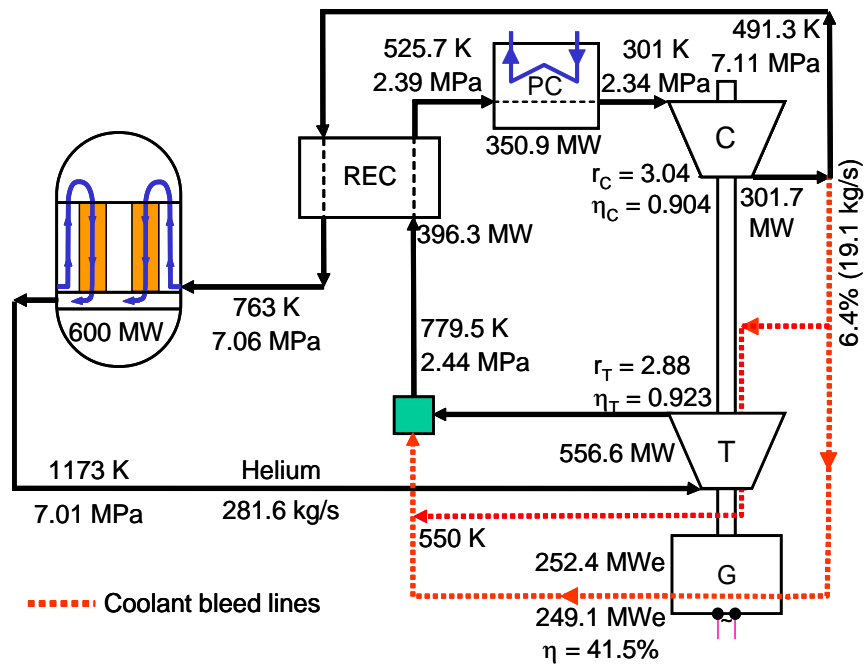 491.3 K
7.11 MPa
525.7 K
2.39 MPa
PC
301 K
2.34 MPa
350.9 MW
C
REC
r_C = 3.04
η_C = 0.904
301.7
MW
396.3 MW
6.4% (19.1 kg/s)
763 K
7.06 MPa
600 MW
779.5 K
2.44 MPa
r_T = 2.88
η_T = 0.923
556.6 MW
T
1173 K
Helium
7.01 MPa
281.6 kg/s
550 K
252.4 MWe
G
249.1 MWe
~
η = 41.5%
Coolant bleed lines